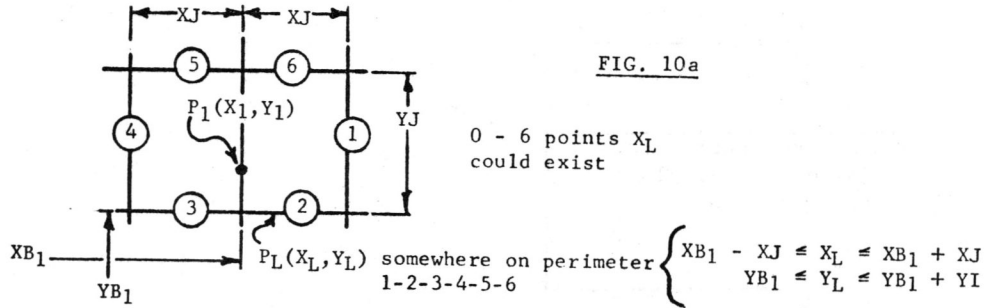 XJ XJ
FIG. 10a
5 6
P1(X1,Y1)
4 1
YJ
0 - 6 points XL
could exist
3 2
XB1
PL(XL,YL) somewhere on perimeter
1-2-3-4-5-6
XB1 - XJ ≤ XL ≤ XB1 + XJ
YB1 ≤ YL ≤ YB1 + YI
YB1